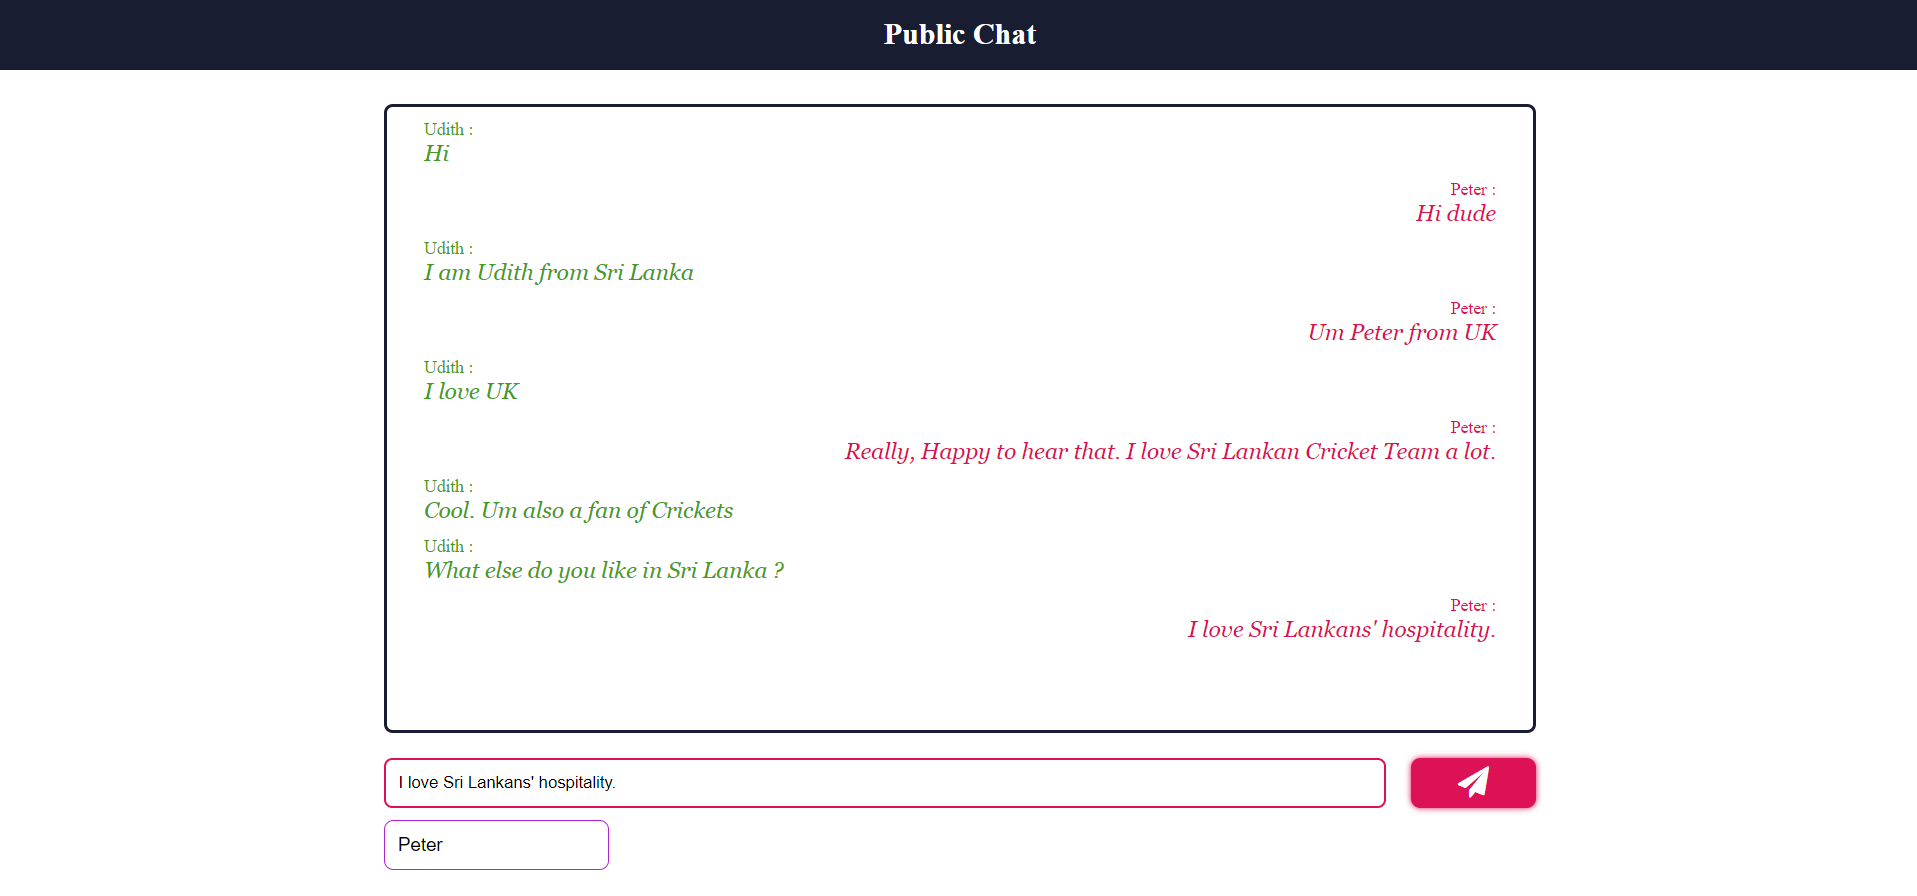 Public Chat
Udith :
Hi
Peter :
Hi dude
Udith :
I am Udith from Sri Lanka
Peter :
Um Peter from UK
Udith :
I love UK
Peter :
Really, Happy to hear that. I love Sri Lankan Cricket Team a lot.
Udith :
Cool. Um also a fan of Crickets
Udith :
What else do you like in Sri Lanka ?
Peter :
I love Sri Lankans' hospitality.
I love Sri Lankans' hospitality.
Peter